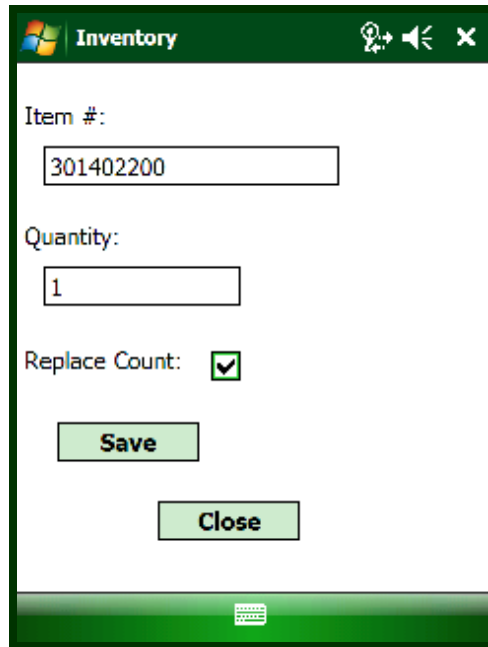 Inventory
Item #:
301402200
Quantity:
1
Replace Count:
Save
Close